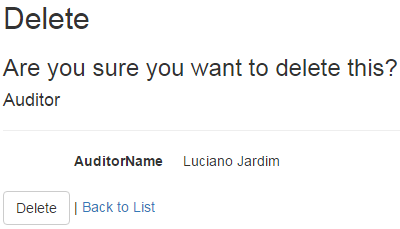 Delete
Are you sure you want to delete this?
Auditor
AuditorName Luciano Jardim
Delete | Back to List